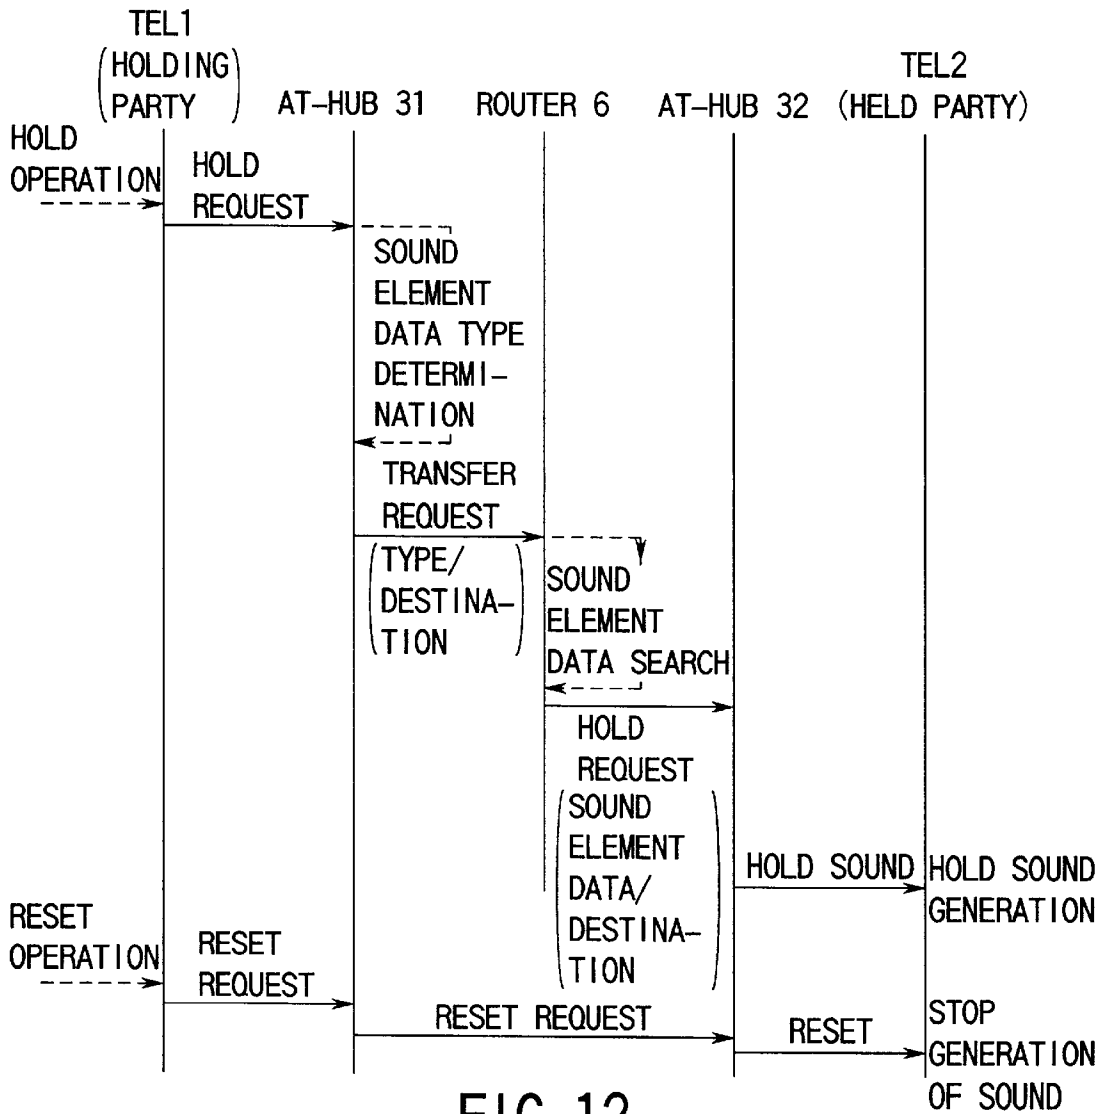 TEL1
(HOLDING
PARTY)
AT-HUB 31
ROUTER 6
AT-HUB 32
TEL2
(HELD PARTY)
HOLD
OPERATION
HOLD
REQUEST
SOUND
ELEMENT
DATA TYPE
DETERMI-
NATION
TRANSFER
REQUEST
(TYPE/
DESTINA-
TION)
SOUND
ELEMENT
DATA SEARCH
HOLD
REQUEST
(SOUND
ELEMENT
DATA/
DESTINA-
TION)
HOLD SOUND
HOLD SOUND
GENERATION
RESET
OPERATION
RESET
REQUEST
RESET REQUEST
RESET
STOP
GENERATION
OF SOUND
FIG. 12